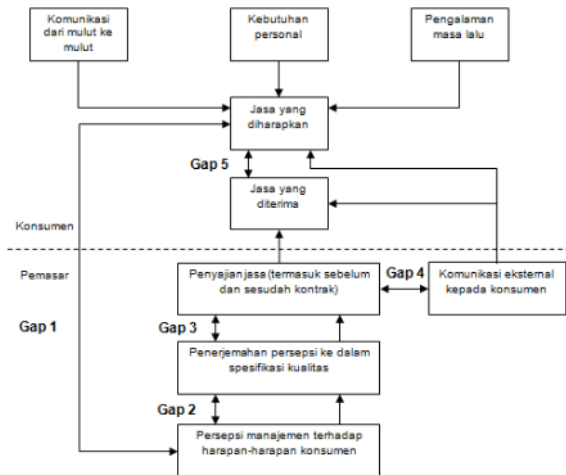 Komunikasi
dari mulut ke
mulut
Kebutuhan
personal
Pengalaman
masa lalu
Jasa yang
diharapkan
Gap 5
Jasa yang
diterima
Konsumen
Pemasar
Gap 1
Penyajian jasa (termasuk sebelum
dan sesudah kontrak)
Gap 4
Komunikasi eksternal
kepada konsumen
Gap 3
Penerjemahan persepsi ke dalam
spesifikasi kualitas
Gap 2
Persepsi manajemen terhadap
harapan-harapan konsumen